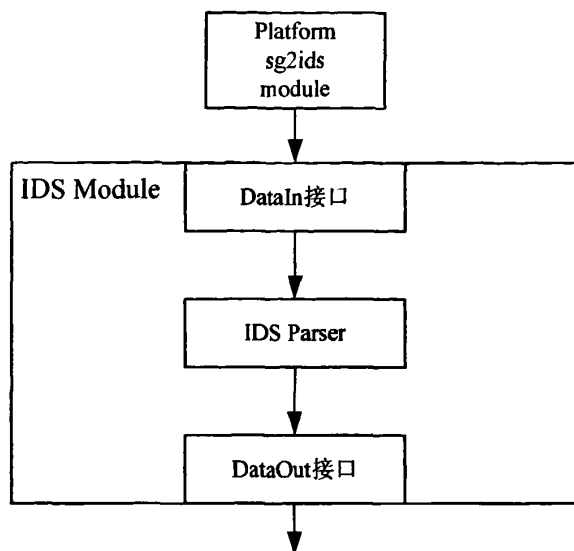 Platform
sg2ids
module
IDS Module
DataIn接口
IDS Parser
DataOut接口